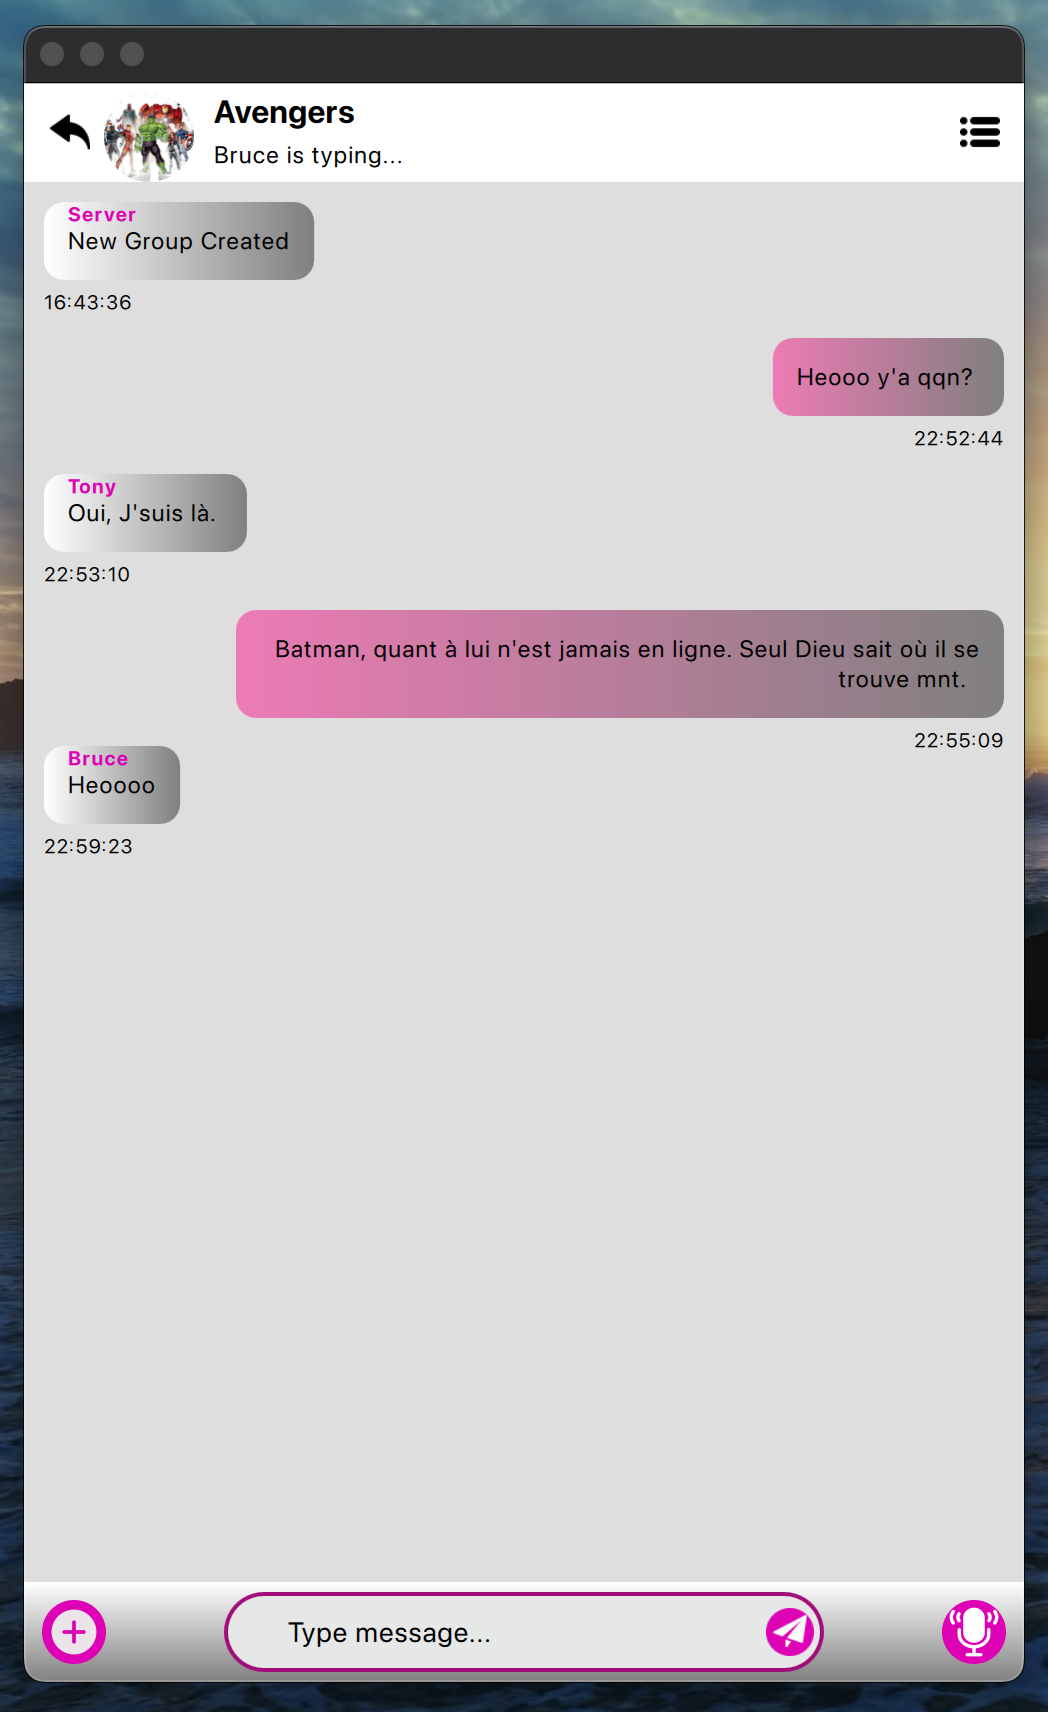 Avengers
Bruce is typing...
Server
New Group Created
16:43:36
Heooo y'a qqn?
22:52:44
Tony
Oui, J'suis là.
22:53:10
Batman, quant à lui n'est jamais en ligne. Seul Dieu sait où il se
trouve mnt.
22:55:09
Bruce
Heoooo
22:59:23
Type message...